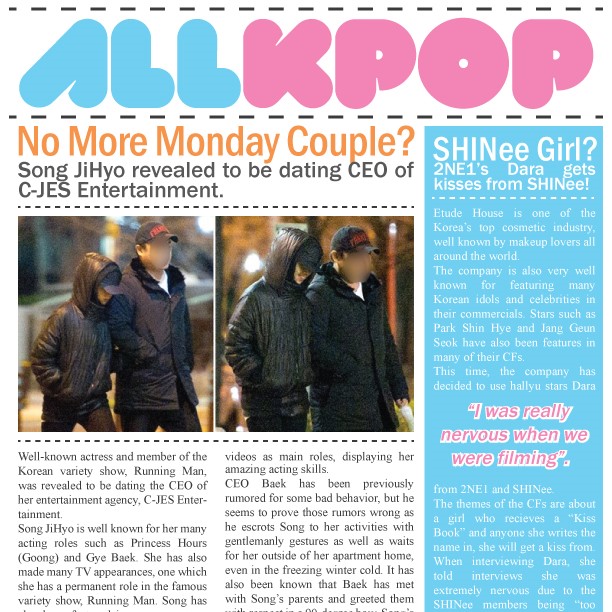 ALLKPOP
No More Monday Couple?
Song JiHyo revealed to be dating CEO of
C-JES Entertainment.
Well-known actress and member of the
Korean variety show, Running Man,
was revealed to be dating the CEO of
her entertainment agency, C-JES Enter-
tainment.
Song JiHyo is well known for her many
acting roles such as Princess Hours
(Goong) and Gye Baek. She has also
made many TV appearances, one which
she has a permanent role in the famous
variety show, Running Man. Song has
videos as main roles, displaying her
amazing acting skills.
CEO Baek has been previously
rumored for some bad behavior, but he
seems to prove those rumors wrong as
he escrots Song to her activities with
gentlemanly gestures as well as waits
for her outside of her apartment home,
even in the freezing winter cold. It has
also been known that Baek has met
with Song's parents and greeted them
SHINee Girl?
2NE1's Dara gets
kisses from SHINee!
Etude House is one of the
Korea's top cosmetic industry,
well known by makeup lovers all
around the world.
The company is also very well
known for featuring many
Korean idols and celebrities in
their commercials. Stars such as
Park Shin Hye and Jang Geun
Seok have also been features in
many of their CFs.
This time, the company has
decided to use hallyu stars Dara
"I was really
nervous when we
were filming".
from 2NE1 and SHINee.
The themes of the CFs are about
a girl who recieves a "Kiss
Book" and anyone she writes the
name in, she will get a kiss from.
When interviewing Dara, she
told interviews she was
extremely nervous due to the
SHINee members being "too